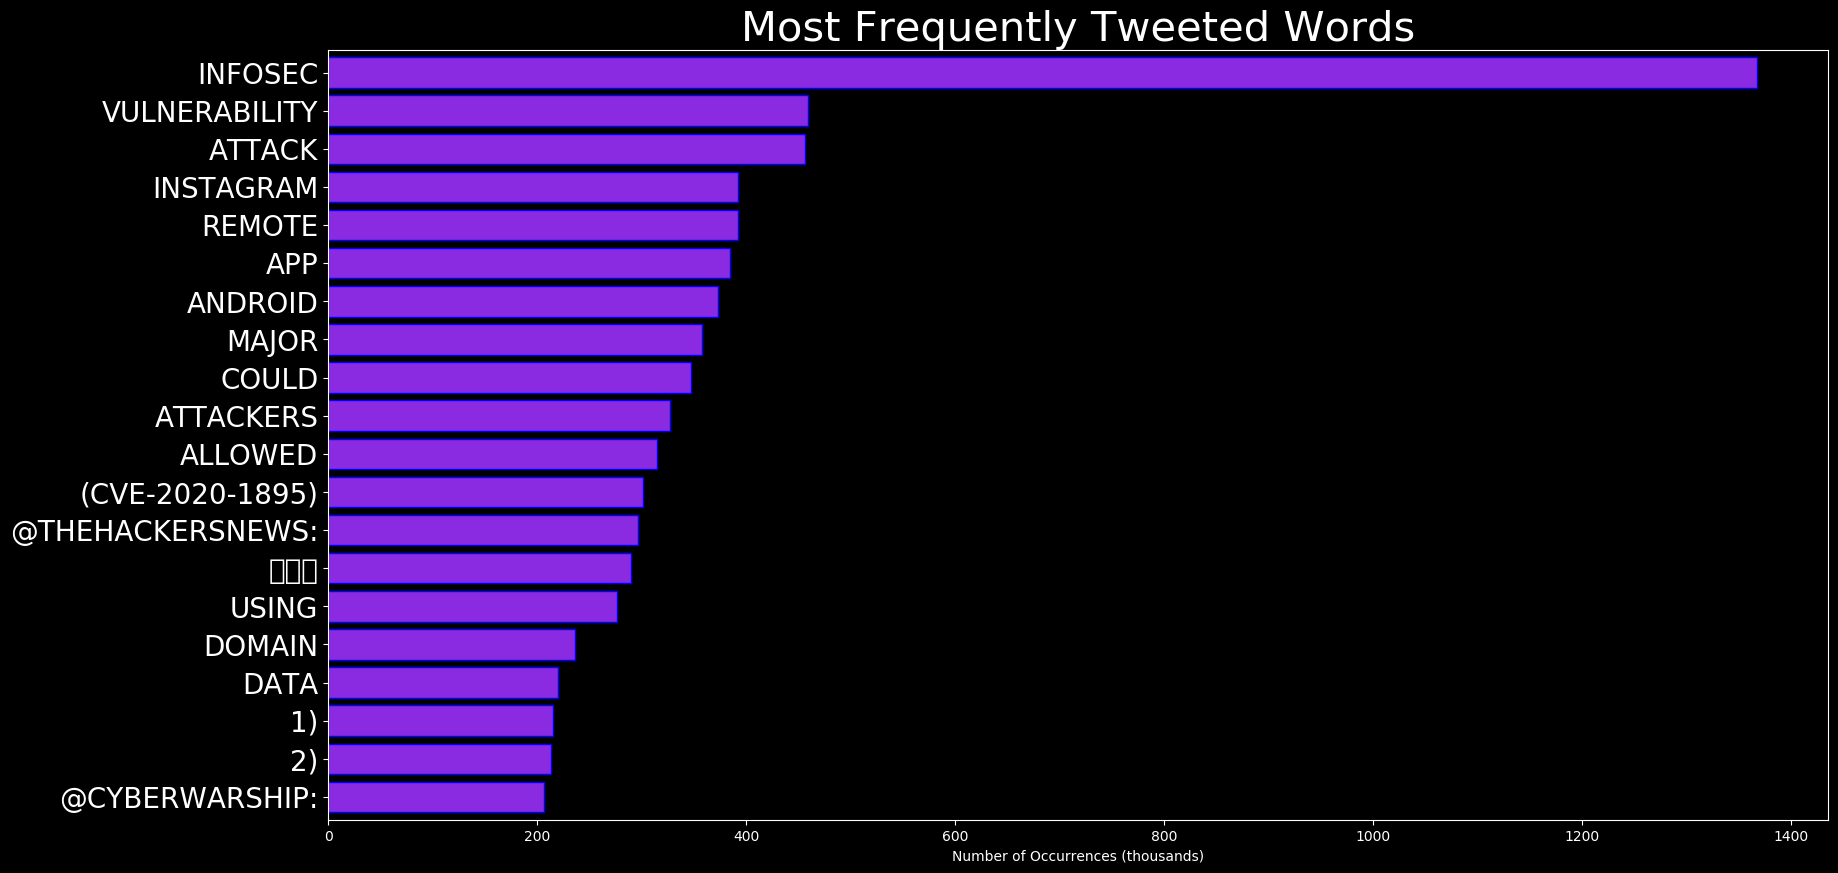 Most Frequently Tweeted Words
INFOSEC
VULNERABILITY
ATTACK
INSTAGRAM
REMOTE
APP
ANDROID
MAJOR
COULD
ATTACKERS
ALLOWED
(CVE-2020-1895)
@THEHACKERSNEWS:
USING
DOMAIN
DATA
1)
2)
@CYBERWARSHIP:
0 200 400 600 800 1000 1200 1400
Number of Occurrences (thousands)